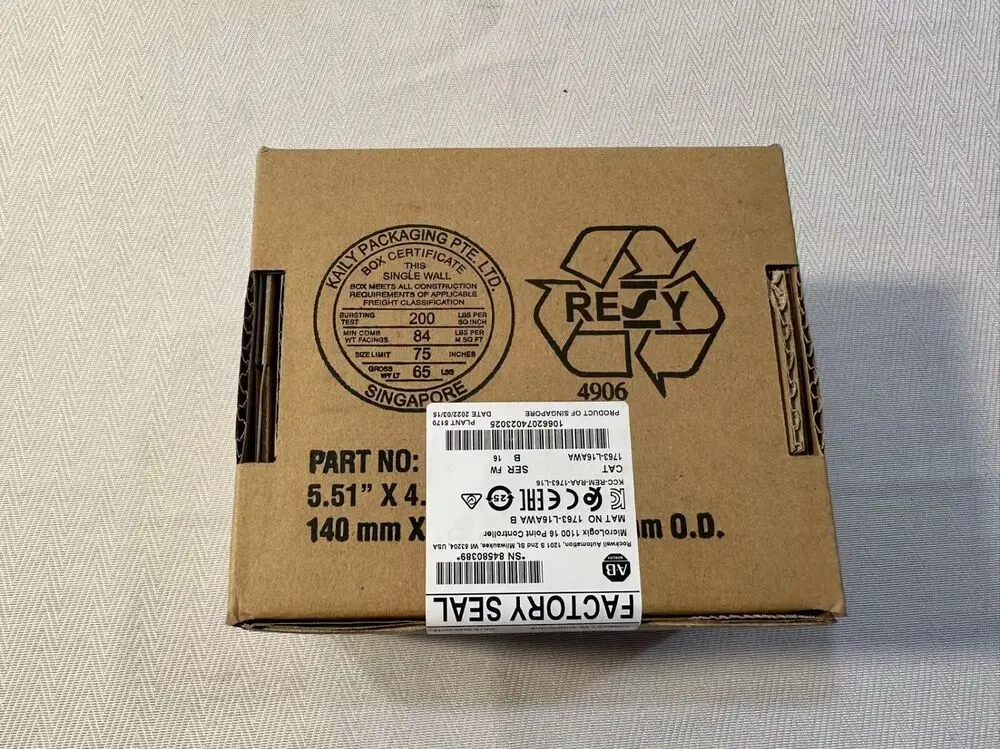 KAILY PACKAGING PTE. LTD.
BOX CERTIFICATE
THIS
SINGLE WALL
BOX MEETS ALL CONSTRUCTION
REQUIREMENTS OF APPLICABLE
FREIGHT CLASSIFICATION
BURSTING TEST 200 LBS PER SQ INCH
MIN COMB WT FACINGS 84 LBS PER M SQ FT
SIZE LIMIT 75 INCHES
GROSS WT LT 65 LBS
SINGAPORE
RESY
4906
PART NO:
5.51" X 4.
140 mm X
m O.D.
FACTORY SEAL
AB
QUALITY
*SN 84580389*
Rockwell Automation, 1201 S 2nd St, Milwaukee, WI 53204, USA
MicroLogix 1100 16 Point Controller
MAT NO 1763-L16AWA B
25
KCC-REM-RAA-1763-L16
CAT SER FW
1763-L16AWA B 16
10662074023025
PRODUCT OF SINGAPORE DATE 2022/03/15 PLANT 5170